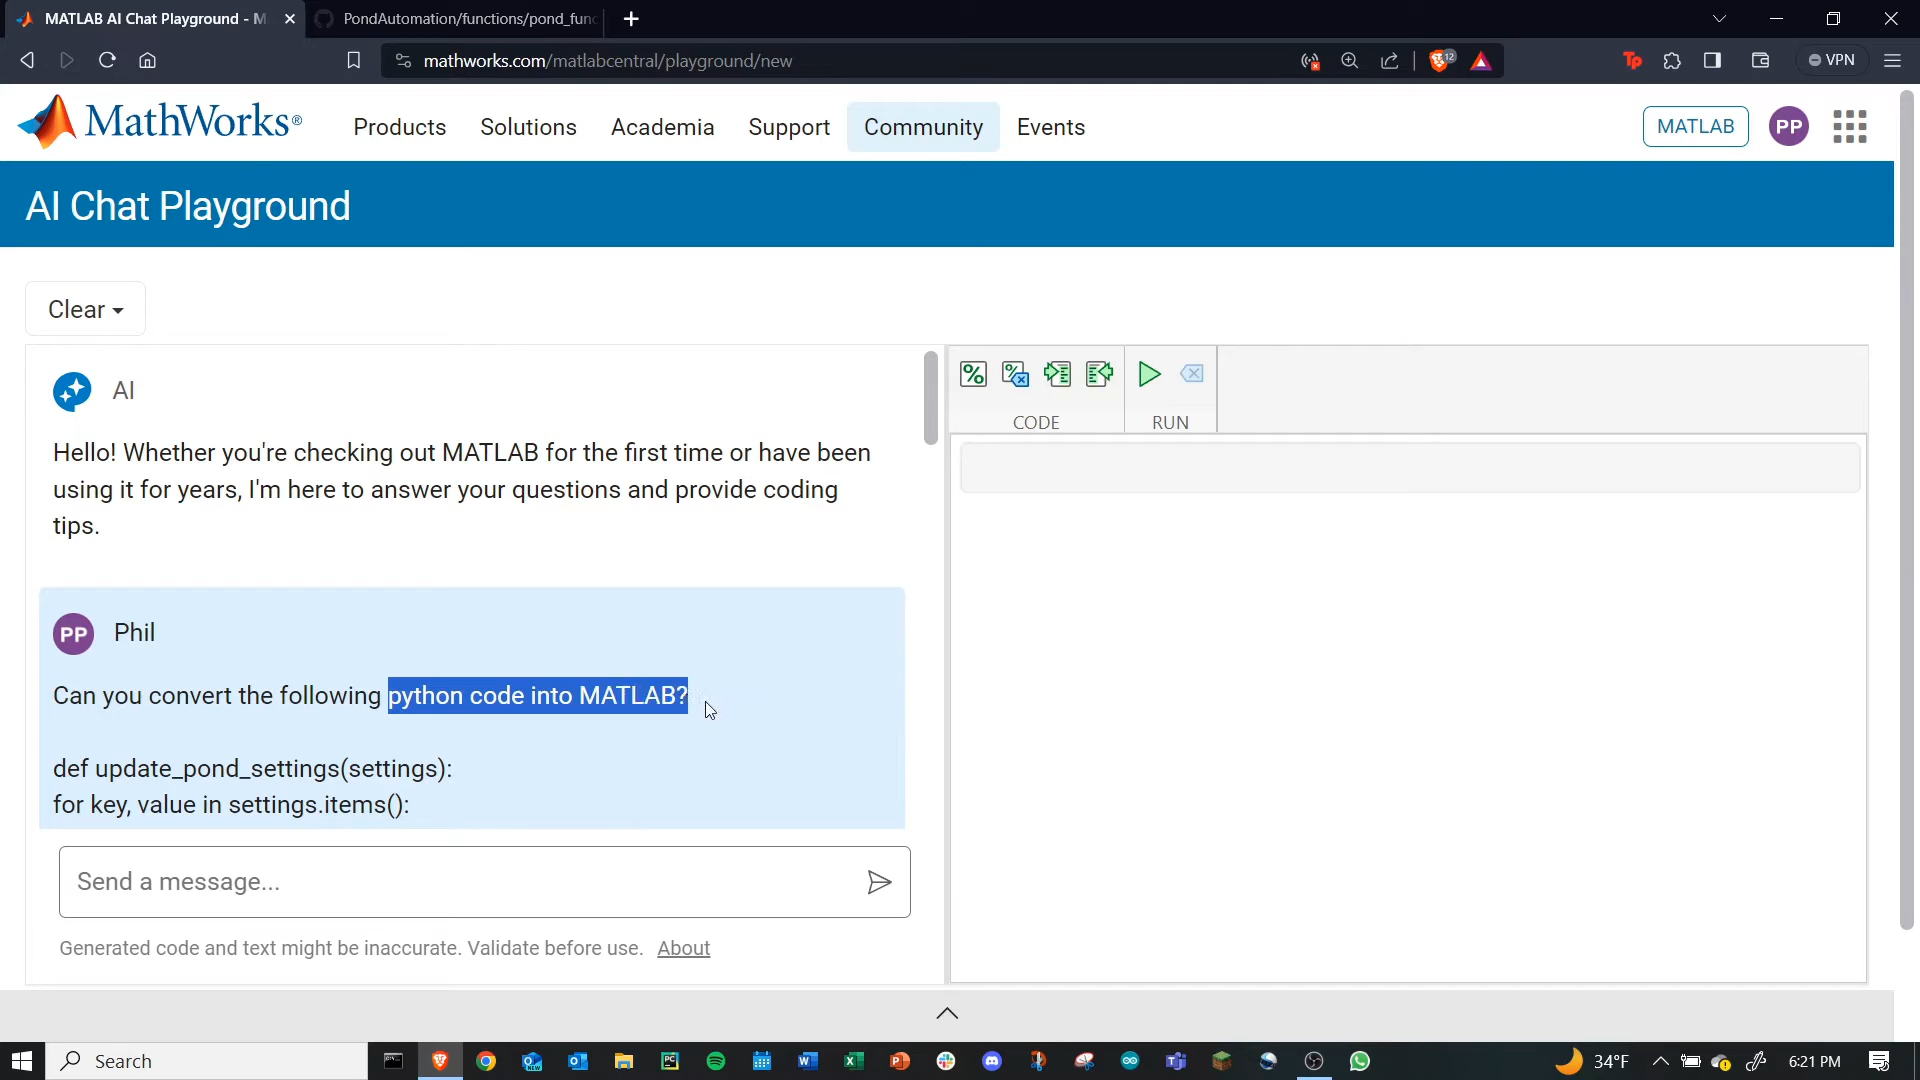 MATLAB AI Chat Playground - M
PondAutomation/functions/pond_func
mathworks.com/matlabcentral/playground/new
12
Tp
VPN
MathWorks®
Products
Solutions
Academia
Support
Community
Events
MATLAB
PP
AI Chat Playground
Clear
AI
Hello! Whether you're checking out MATLAB for the first time or have been
using it for years, I'm here to answer your questions and provide coding
tips.
PP
Phil
Can you convert the following python code into MATLAB?
def update_pond_settings(settings):
for key, value in settings.items():
Send a message...
Generated code and text might be inaccurate. Validate before use. About
CODE
RUN
Search
34°F
6:21 PM